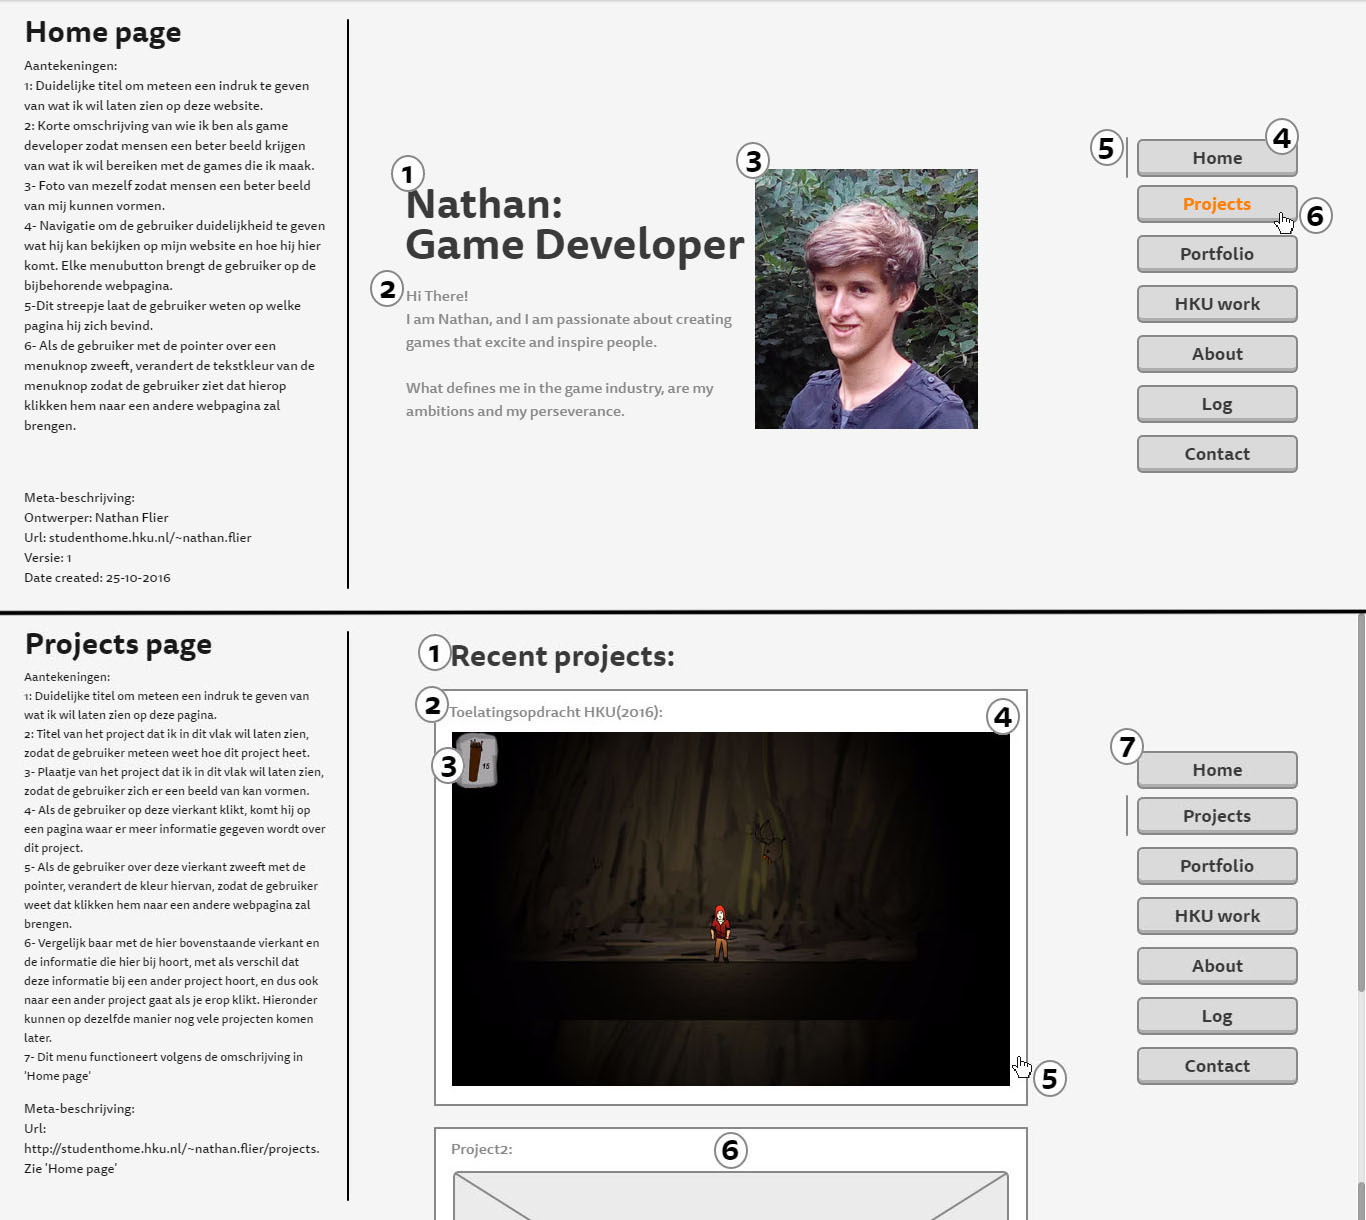 Home page
Aantekeningen:
1: Duidelijke titel om meteen een indruk te geven
van wat ik wil laten zien op deze website.
2: Korte omschrijving van wie ik ben als game
developer zodat mensen een beter beeld krijgen
van wat ik wil bereiken met de games die ik maak.
3- Foto van mezelf zodat mensen een beter beeld
van mij kunnen vormen.
4- Navigatie om de gebruiker duidelijkheid te geven
wat hij kan bekijken op mijn website en hoe hij hier
komt. Elke menubutton brengt de gebruiker op de
bijbehorende webpagina.
5-Dit streepje laat de gebruiker weten op welke
pagina hij zich bevind.
6- Als de gebruiker met de pointer over een
menuknop zweeft, verandert de tekstkleur van de
menuknop zodat de gebruiker ziet dat hierop
klikken hem naar een andere webpagina zal
brengen.
Meta-beschrijving:
Ontwerper: Nathan Flier
Url: studenthome.hku.nl/~nathan.flier
Versie: 1
Date created: 25-10-2016
1
Nathan:
Game Developer
2
Hi There!
I am Nathan, and I am passionate about creating
games that excite and inspire people.
What defines me in the game industry, are my
ambitions and my perseverance.
3
4
5
Home
Projects
6
Portfolio
HKU work
About
Log
Contact
Projects page
Aantekeningen:
1: Duidelijke titel om meteen een indruk te geven van
wat ik wil laten zien op deze pagina.
2: Titel van het project dat ik in dit vlak wil laten zien,
zodat de gebruiker meteen weet hoe dit project heet.
3- Plaatje van het project dat ik in dit vlak wil laten zien,
zodat de gebruiker zich er een beeld van kan vormen.
4- Als de gebruiker op deze vierkant klikt, komt hij op
een pagina waar er meer informatie gegeven wordt over
dit project.
5- Als de gebruiker over deze vierkant zweeft met de
pointer, verandert de kleur hiervan, zodat de gebruiker
weet dat klikken hem naar een andere webpagina zal
brengen.
6- Vergelijk baar met de hier bovenstaande vierkant en
de informatie die hier bij hoort, met als verschil dat
deze informatie bij een ander project hoort, en dus ook
naar een ander project gaat als je erop klikt. Hieronder
kunnen op dezelfde manier nog vele projecten komen
later.
7- Dit menu functioneert volgens de omschrijving in
'Home page'
Meta-beschrijving:
Url:
http://studenthome.hku.nl/~nathan.flier/projects.
Zie 'Home page'
1
Recent projects:
2
Toelatingsopdracht HKU(2016):
4
3
15
5
Project2:
6
7
Home
Projects
Portfolio
HKU work
About
Log
Contact